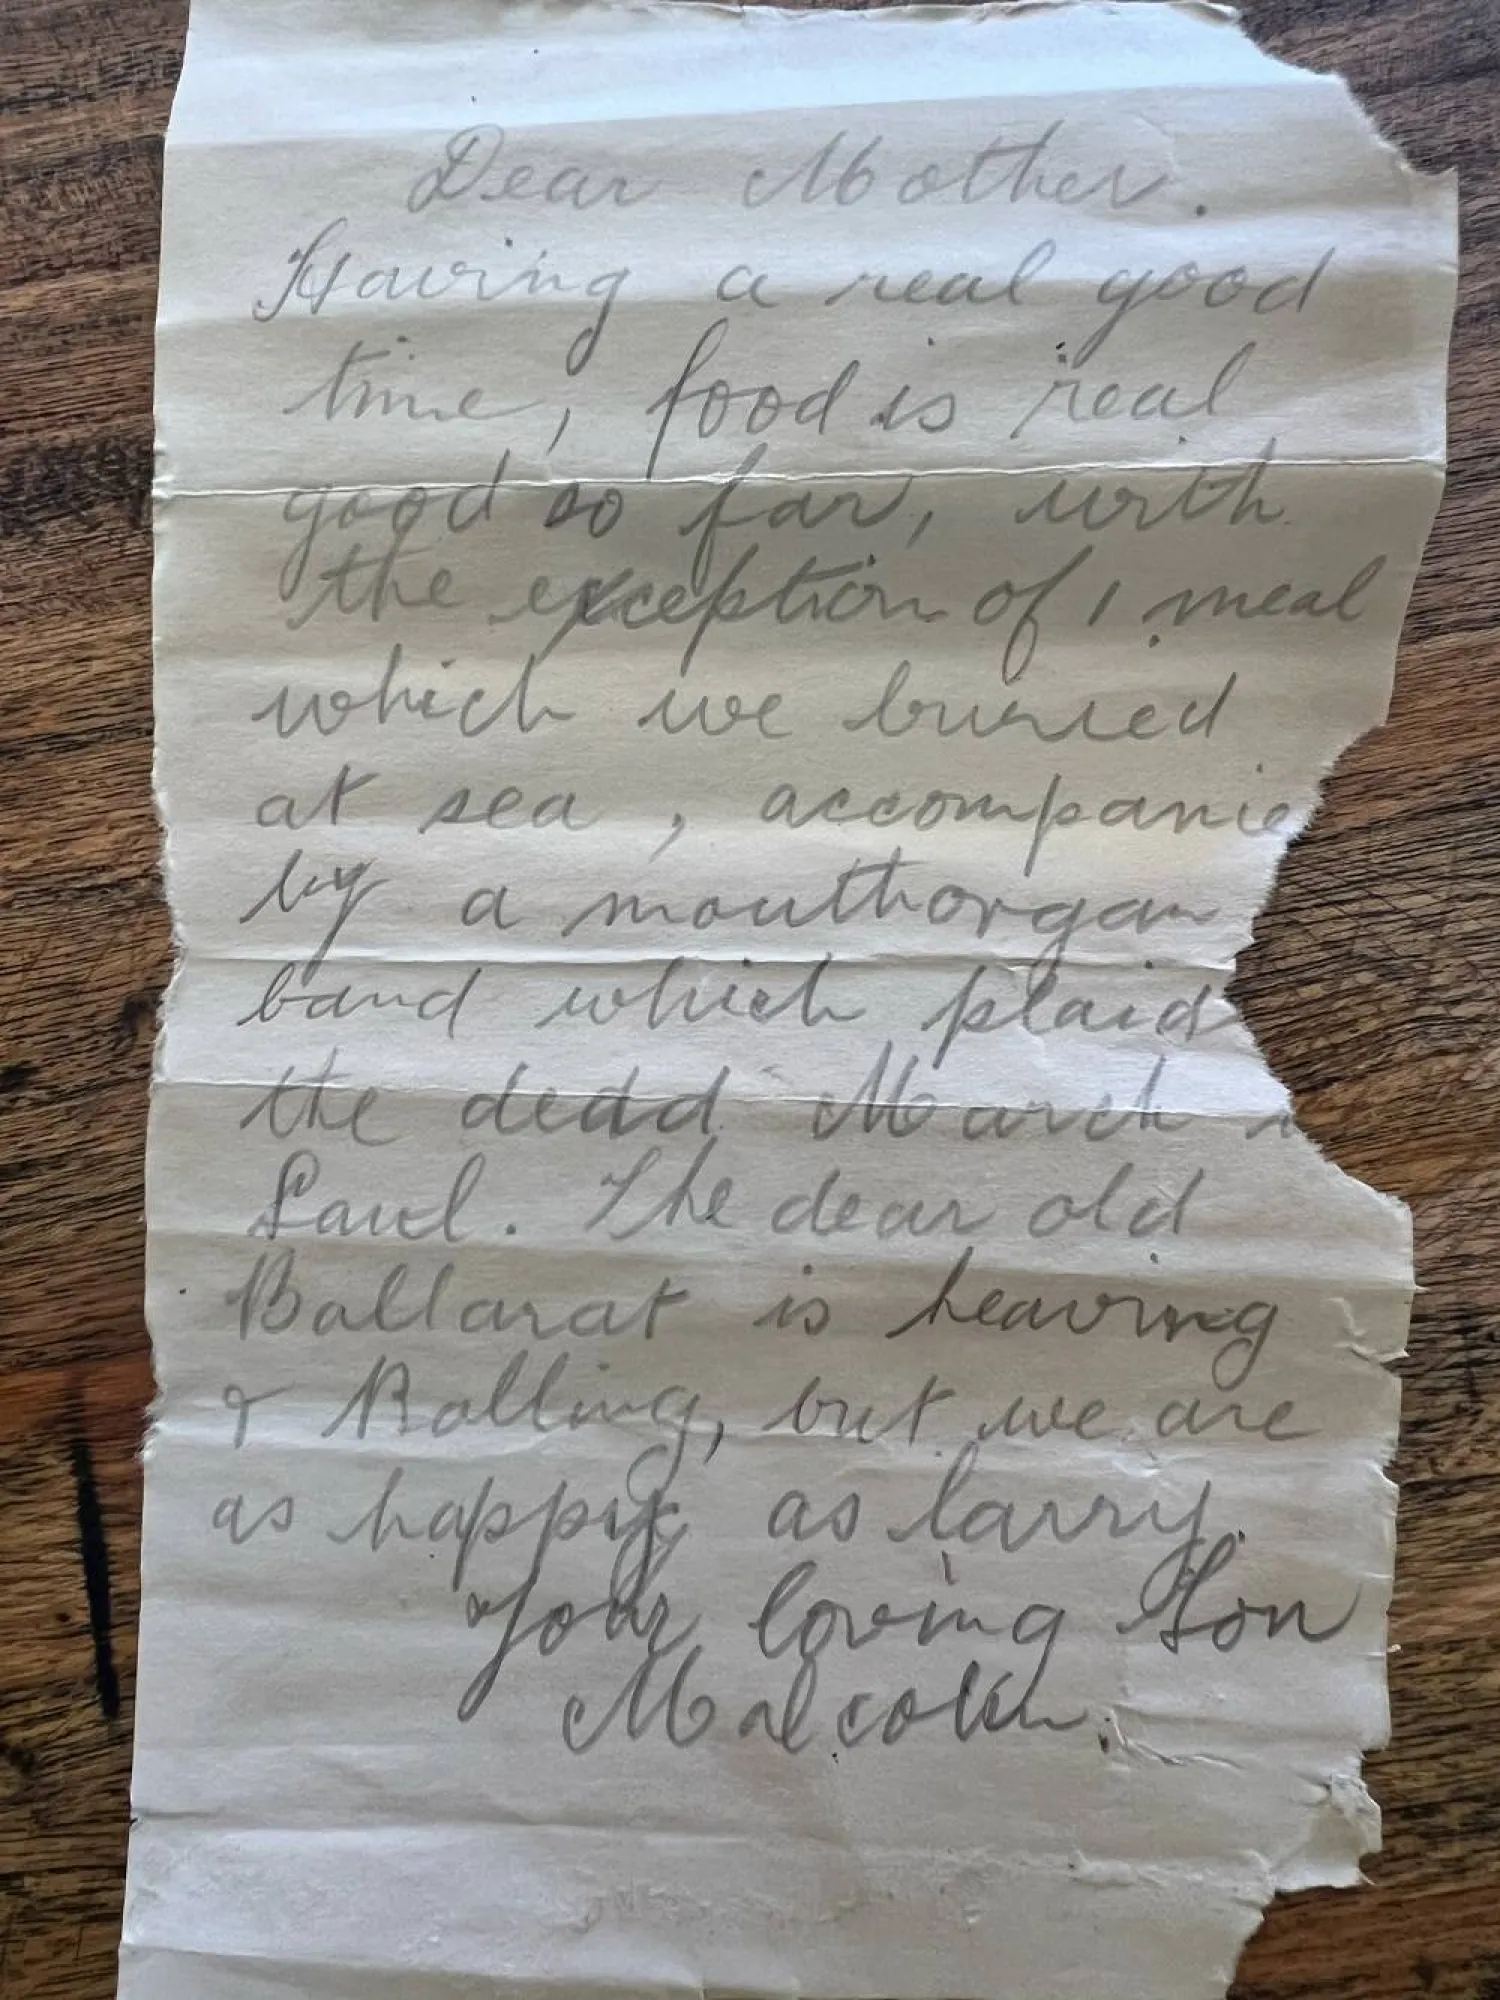 Dear Mother.
Having a real good
time, food is real
good so far, with
the exception of 1 meal
which we buried
at sea, accompanie
by a mouthorgan
band which plaid
the dead March
Saul. The dear old
Ballarat is heaving
& Rolling, but we are
as happy as larry.
Your loving Son
Malcolm.